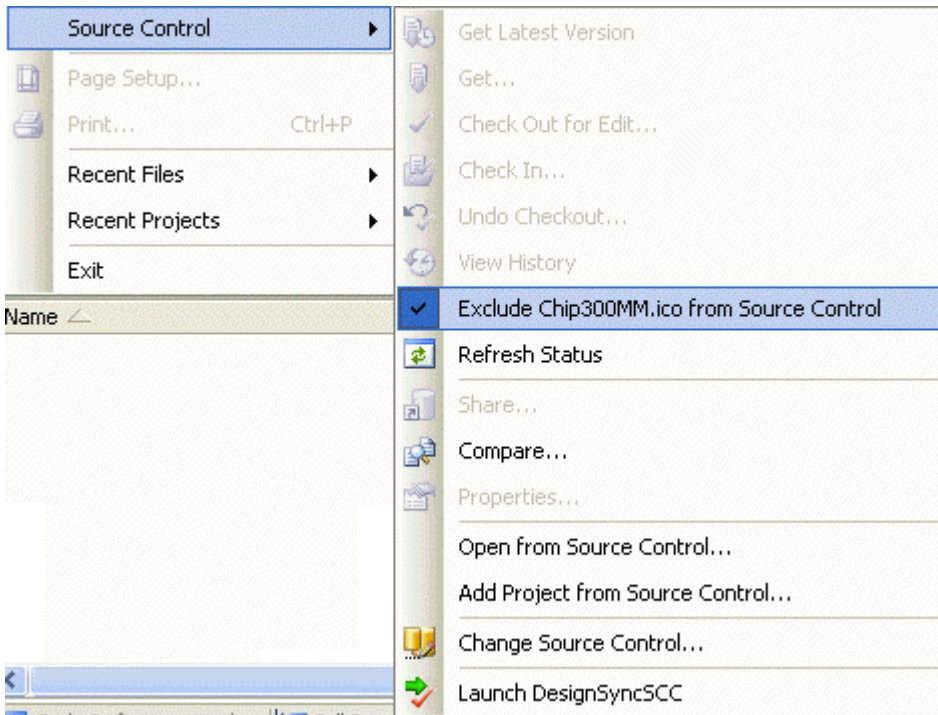 Source Control
Page Setup...
Print... Ctrl+P
Recent Files
Recent Projects
Exit
Name
Get Latest Version
Get...
Check Out for Edit...
Check In...
Undo Checkout...
View History
Exclude Chip300MM.ico from Source Control
Refresh Status
Share...
Compare...
Properties...
Open from Source Control...
Add Project from Source Control...
Change Source Control...
Launch DesignSyncSCC